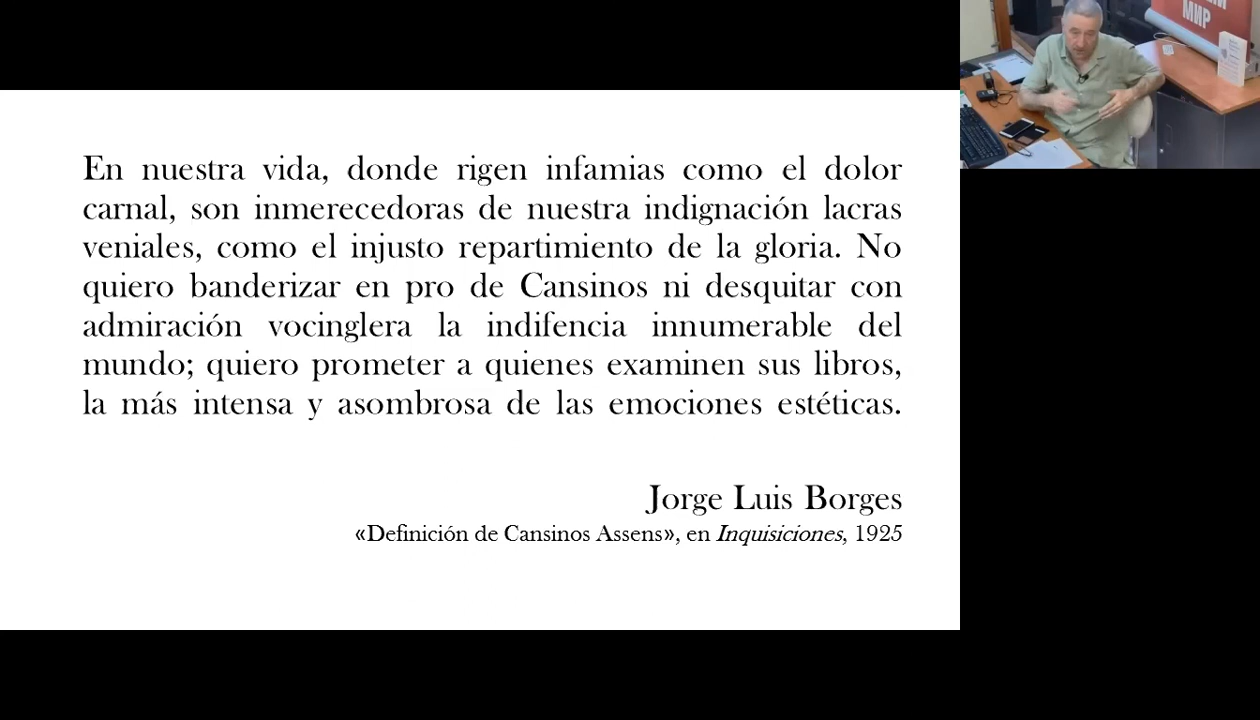 En nuestra vida, donde rigen infamias como el dolor
carnal, son inmerecedoras de nuestra indignación lacras
veniales, como el injusto repartimiento de la gloria. No
quiero banderizar en pro de Cansinos ni desquitar con
admiración vocinglera la indifencia innumerable del
mundo; quiero prometer a quienes examinen sus libros,
la más intensa y asombrosa de las emociones estéticas.
Jorge Luis Borges
«Definición de Cansinos Assens», en Inquisiciones, 1925
МИР